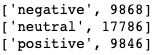 ['negative', 9868]
['neutral', 17786]
['positive', 9846]